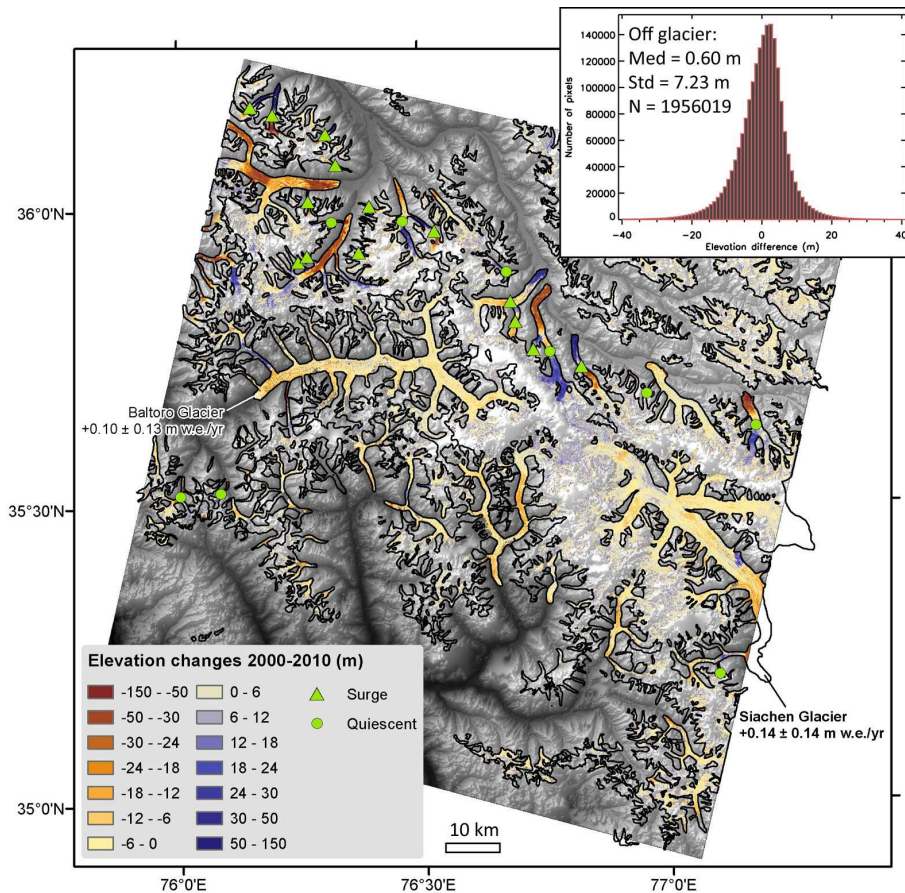 Off glacier:
Med = 0.60 m
Std = 7.23 m
N = 1956019
Number of pixels
140000
120000
100000
80000
60000
40000
20000
0
-40 -20 0 20 40
Elevation difference (m)
36°0'N
35°30'N
35°0'N
Baltoro Glacier
+0.10 ± 0.13 m w.e./yr
Siachen Glacier
+0.14 ± 0.14 m w.e./yr
Elevation changes 2000-2010 (m)
-150 - -50 0 - 6 Surge
-50 - -30 6 - 12 Quiescent
-30 - -24 12 - 18
-24 - -18 18 - 24
-18 - -12 24 - 30
-12 - -6 30 - 50
-6 - 0 50 - 150
10 km
76°0'E 76°30'E 77°0'E